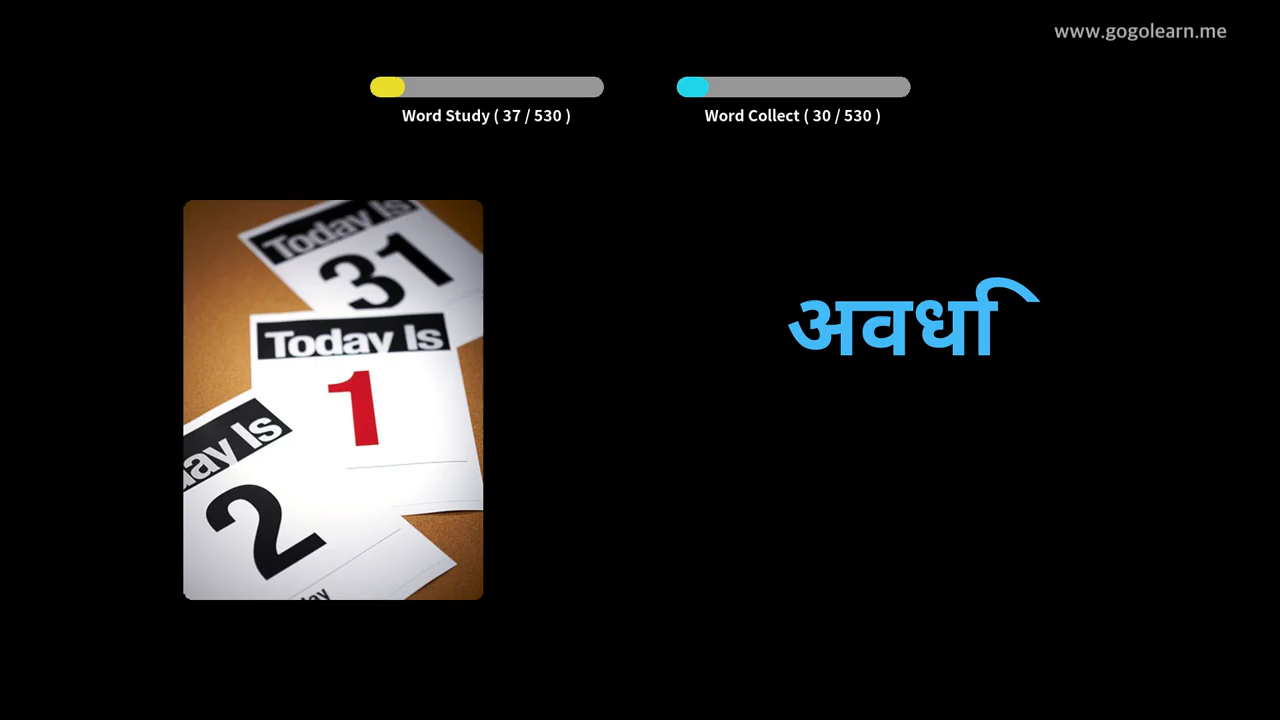 www.gogolearn.me
Word Study ( 37 / 530 )
Word Collect ( 30 / 530 )
Today Is
31
Today Is
1
day Is
2
अवधि